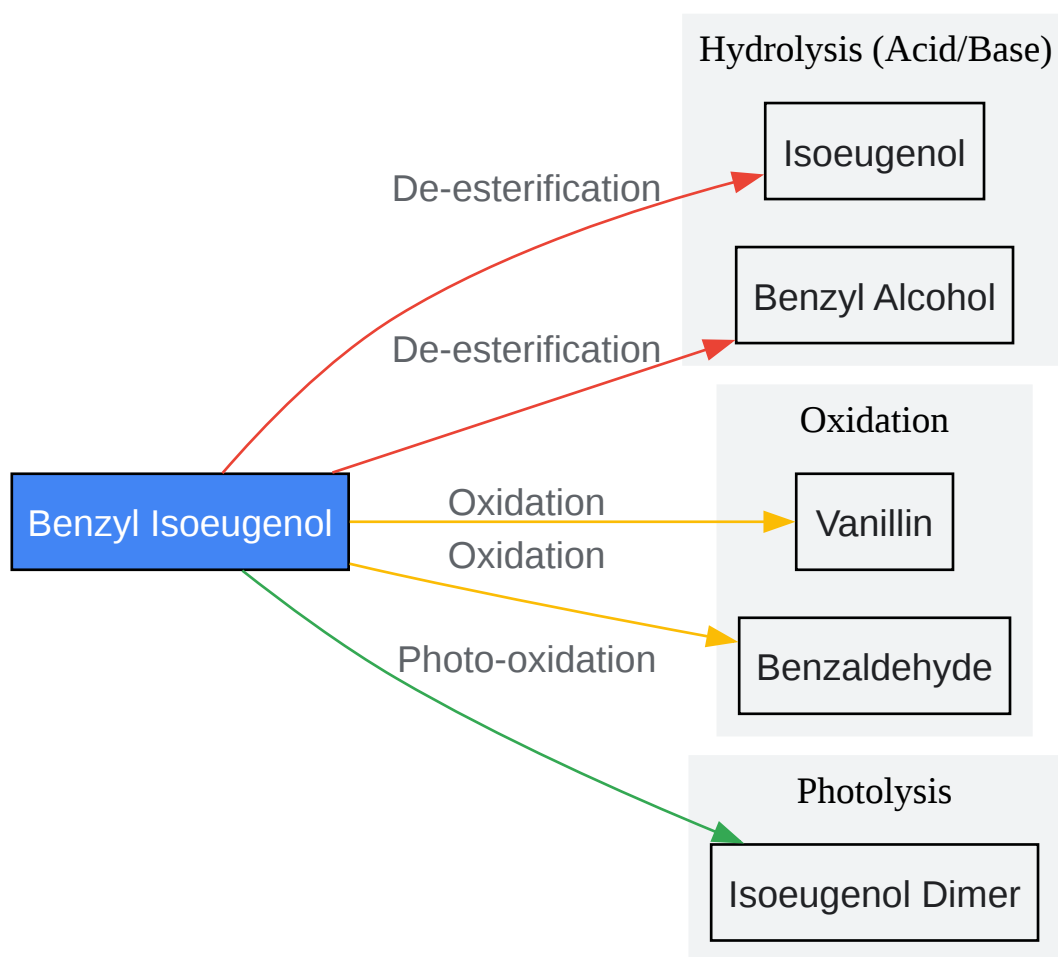 Hydrolysis (Acid/Base)
Isoeugenol
De-esterification
Benzyl Alcohol
De-esterification
Oxidation
Benzyl Isoeugenol
Oxidation
Vanillin
Oxidation
Benzaldehyde
Photo-oxidation
Photolysis
Isoeugenol Dimer